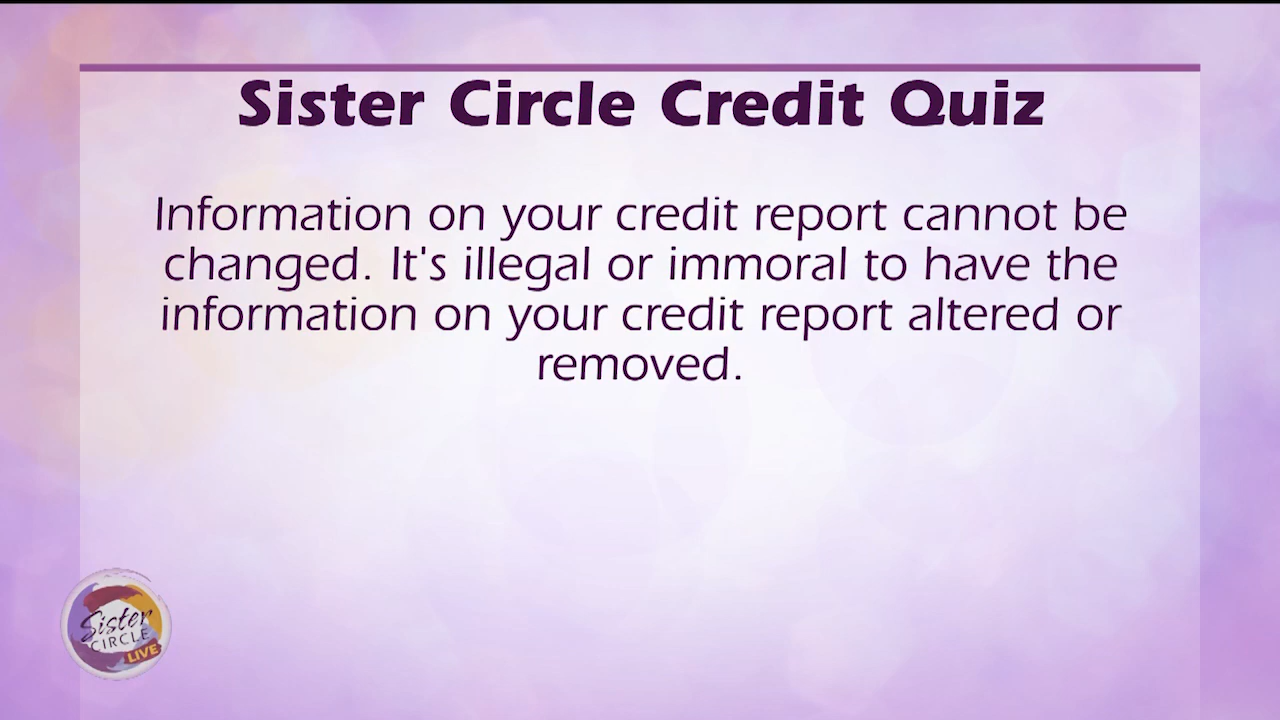 Sister Circle Credit Quiz
Information on your credit report cannot be
changed. It's illegal or immoral to have the
information on your credit report altered or
removed.
Sister
CIRCLE
LIVE